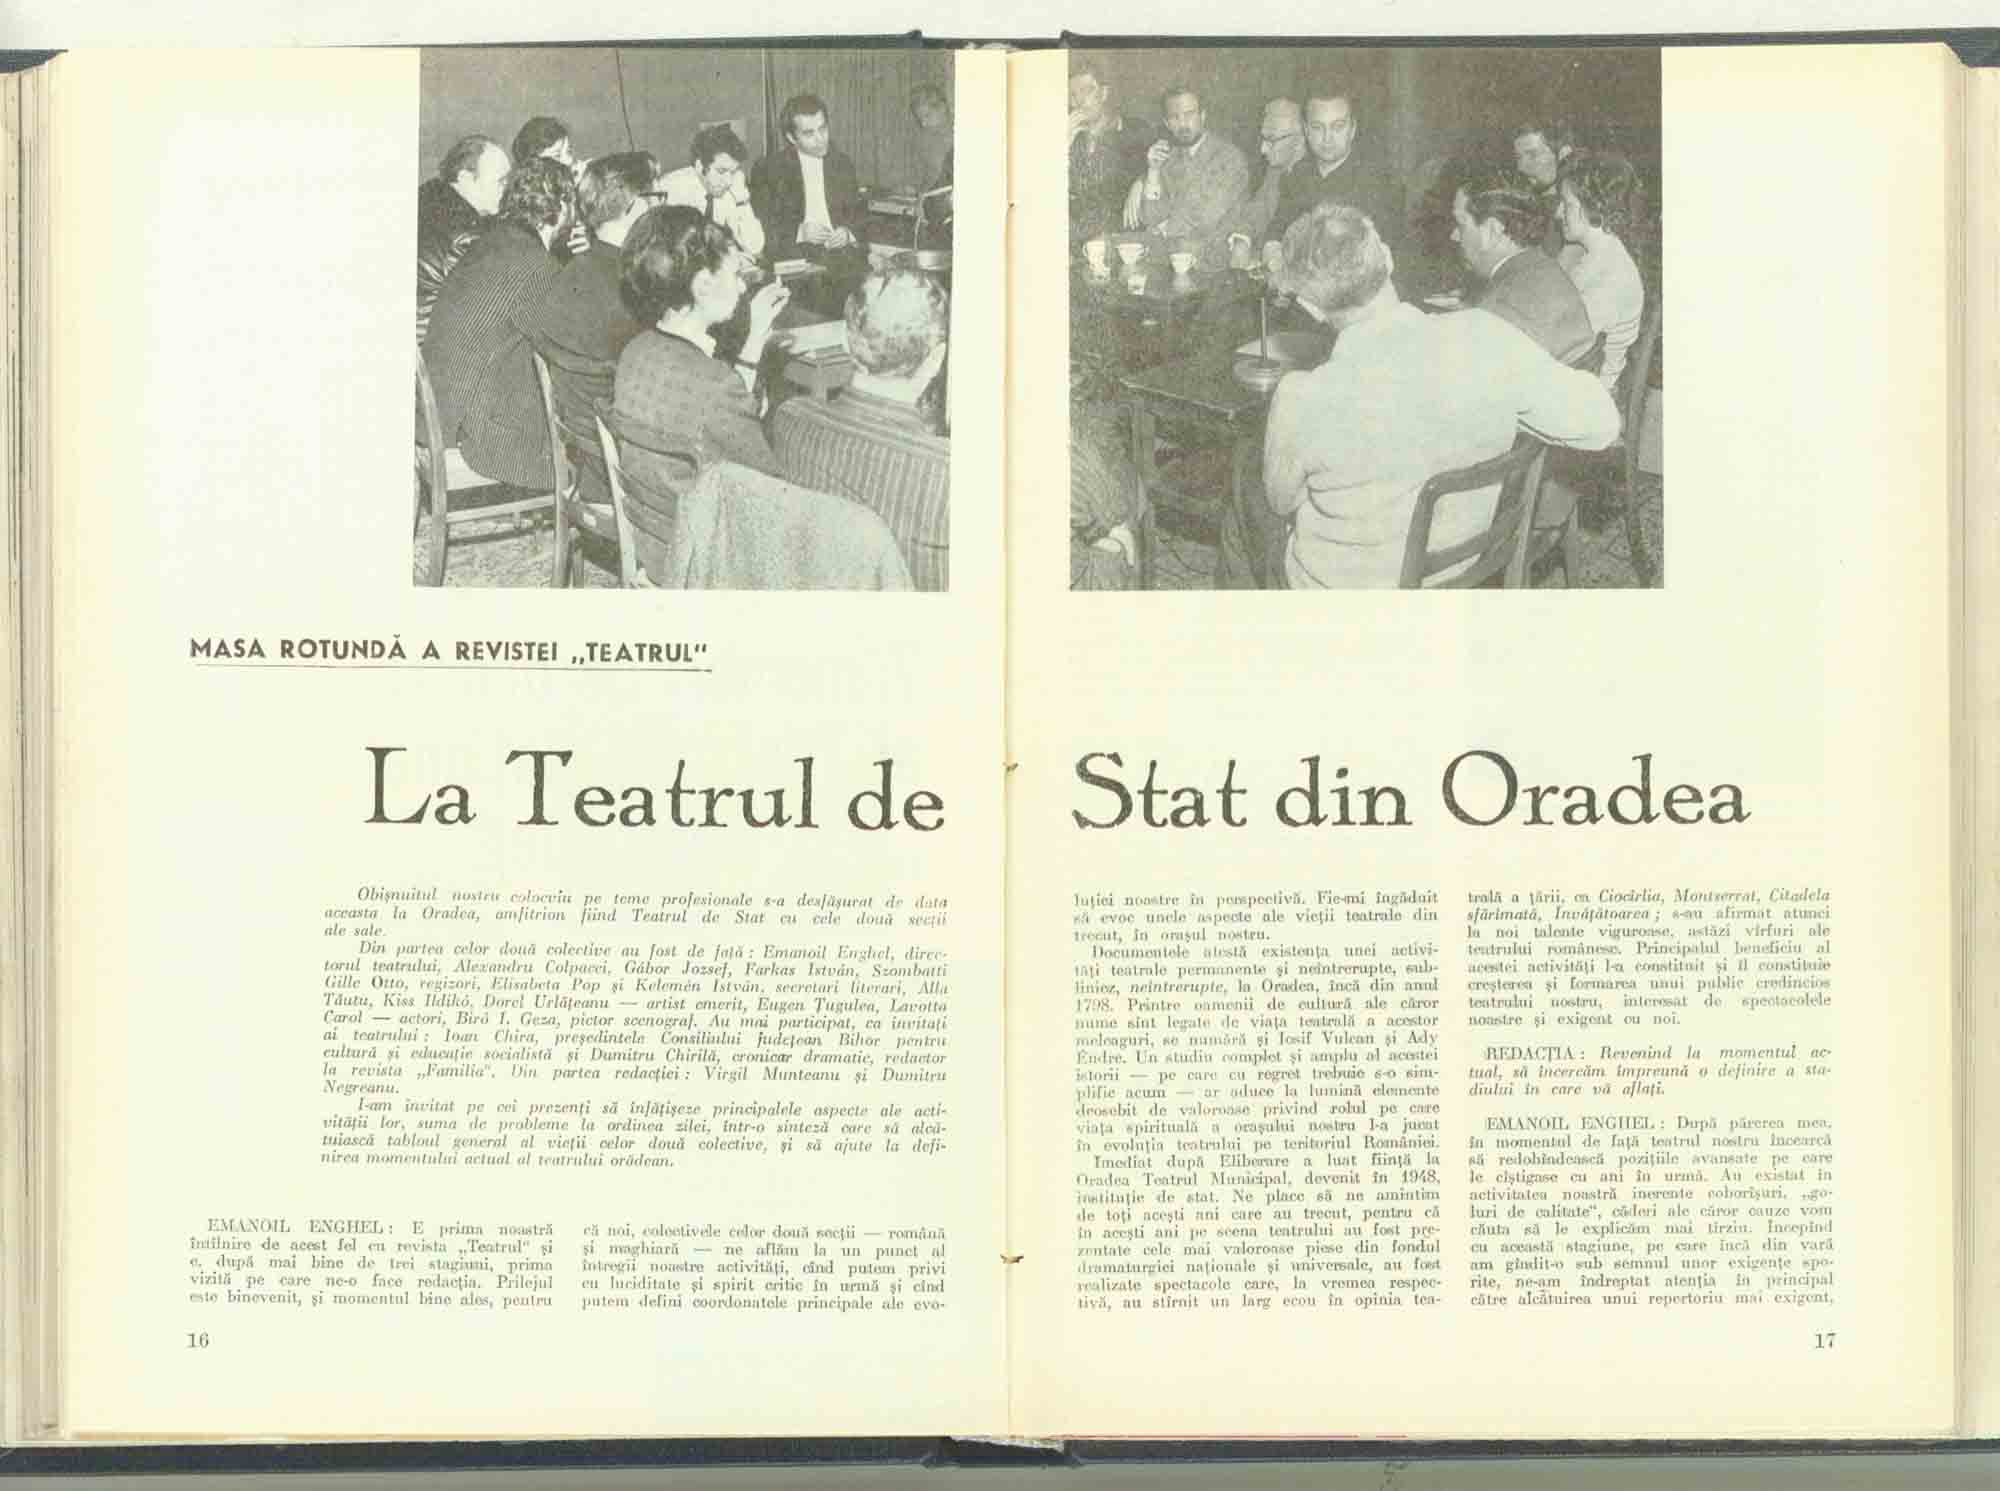 MASA ROTUNDĂ A REVISTEI „TEATRUL"
La Teatrul de Stat din Oradea
Obişnuitul nostru colocviu pe teme profesionale s-a desfăşurat de data
aceasta la Oradea, amfitrion fiind Teatrul de Stat cu cele două secţii
ale sale.
Din partea celor două colective au fost de faţă : Emanoil Enghel, direc-
torul teatrului, Alexandru Colpacci, Gábor Jozsef, Farkas István, Szombatti
Gille Otto, regizori, Elisabeta Pop şi Kelemén István, secretari literari, Alla
Tăutu, Kiss Ildikó, Dorel Urlăţeanu — artist emerit, Eugen Ţugulea, Lavotta
Carol — actori, Biró I. Geza, pictor scenograf. Au mai participat, ca invitaţi
ai teatrului : Ioan Chira, preşedintele Consiliului judeţean Bihor pentru
cultură şi educaţie socialistă şi Dumitru Chirilă, cronicar dramatic, redactor
la revista „Familia". Din partea redacţiei : Virgil Munteanu şi Dumitru
Negreanu.
I-am invitat pe cei prezenţi să înfăţişeze principalele aspecte ale acti-
vităţii lor, suma de probleme la ordinea zilei, într-o sinteză care să alcă-
tuiască tabloul general al vieţii celor două colective, şi să ajute la defi-
nirea momentului actual al teatrului orădean.
EMANOIL ENGHEL : E prima noastră
întîlnire de acest fel cu revista „Teatrul" şi
e, după mai bine de trei stagiuni, prima
vizită pe care ne-o face redacţia. Prilejul
este binevenit, şi momentul bine ales, pentru
că noi, colectivele celor două secţii — română
şi maghiară — ne aflăm la un punct al
întregii noastre activităţi, cînd putem privi
cu luciditate şi spirit critic în urmă şi cînd
putem defini coordonatele principale ale evo-
16
luţiei noastre în perspectivă. Fie-mi îngăduit
să evoc unele aspecte ale vieţii teatrale din
trecut, în oraşul nostru.
Documentele atestă existenţa unei activi-
tăţi teatrale permanente şi neîntrerupte, sub-
liniez, neîntrerupte, la Oradea, încă din anul
1798. Printre oamenii de cultură ale căror
nume sînt legate de viaţa teatrală a acestor
meleaguri, se numără şi Iosif Vulcan şi Ady
Endre. Un studiu complet şi amplu al acestei
istorii — pe care cu regret trebuie s-o sim-
plific acum — ar aduce la lumină elemente
deosebit de valoroase privind rolul pe care
viaţa spirituală a oraşului nostru l-a jucat
în evoluţia teatrului pe teritoriul României.
Imediat după Eliberare a luat fiinţă la
Oradea Teatrul Municipal, devenit în 1948,
instituţie de stat. Ne place să ne amintim
de toţi aceşti ani care au trecut, pentru că
în aceşti ani pe scena teatrului au fost pre-
zentate cele mai valoroase piese din fondul
dramaturgiei naţionale şi universale, au fost
realizate spectacole care, la vremea respec-
tivă, au stîrnit un larg ecou în opinia tea-
trală a ţării, ca Ciocîrlia, Montserrat, Citadela
sfărîmată, Învăţătoarea ; s-au afirmat atunci
la noi talente viguroase, astăzi vîrfuri ale
teatrului românesc. Principalul beneficiu al
acestei activităţi l-a constituit şi îl constituie
creşterea şi formarea unui public credincios
teatrului nostru, interesat de spectacolele
noastre şi exigent cu noi.
REDACŢIA : Revenind la momentul ac-
tual, să încercăm împreună o definire a sta-
diului în care vă aflaţi.
EMANOIL ENGHEL : După părerea mea,
în momentul de faţă teatrul nostru încearcă
să redobîndească poziţiile avansate pe care
le cîştigase cu ani în urmă. Au existat în
activitatea noastră inerente coborîşuri, „go-
luri de calitate", căderi ale căror cauze vom
căuta să le explicăm mai tîrziu. Începînd
cu această stagiune, pe care încă din vară
am gîndit-o sub semnul unor exigenţe spo-
rite, ne-am îndreptat atenţia în principal
către alcătuirea unui repertoriu mai exigent,
17